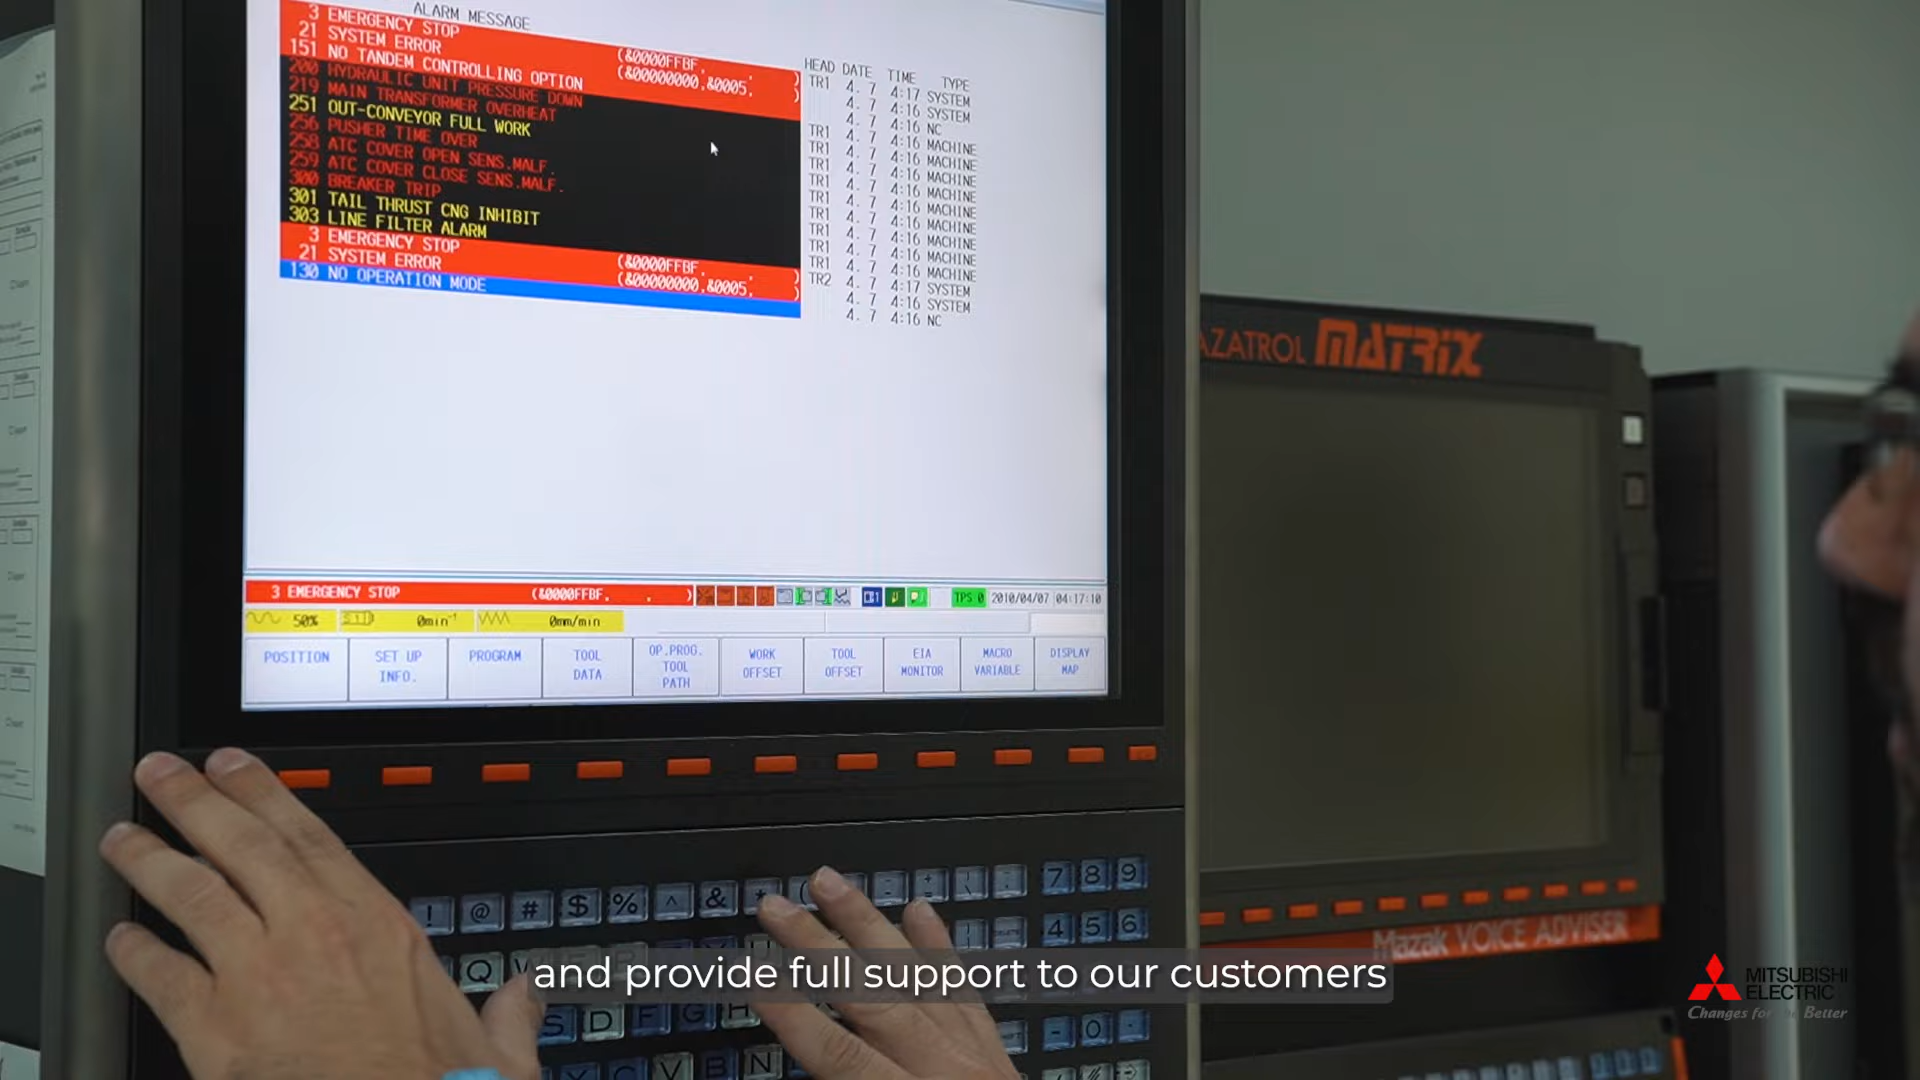 ALARM MESSAGE
3 EMERGENCY STOP (&0000FFBF, , )
21 SYSTEM ERROR (&00000000,&0005, )
151 NO TANDEM CONTROLLING OPTION
200 HYDRAULIC UNIT PRESSURE DOWN
219 MAIN TRANSFORMER OVERHEAT
251 OUT-CONVEYOR FULL WORK
256 PUSHER TIME OVER
258 ATC COVER OPEN SENS.MALF.
259 ATC COVER CLOSE SENS.MALF.
300 BREAKER TRIP
301 TAIL THRUST CNG INHIBIT
303 LINE FILTER ALARM
3 EMERGENCY STOP (&0000FFBF, , )
21 SYSTEM ERROR (&00000000,&0005, )
130 NO OPERATION MODE
HEAD DATE TIME TYPE
TR1 4. 7 4:17 SYSTEM
4. 7 4:16 SYSTEM
4. 7 4:16 NC
TR1 4. 7 4:16 MACHINE
TR1 4. 7 4:16 MACHINE
TR1 4. 7 4:16 MACHINE
TR1 4. 7 4:16 MACHINE
TR1 4. 7 4:16 MACHINE
TR1 4. 7 4:16 MACHINE
TR1 4. 7 4:16 MACHINE
TR1 4. 7 4:16 MACHINE
TR1 4. 7 4:16 MACHINE
TR2 4. 7 4:17 SYSTEM
4. 7 4:16 SYSTEM
4. 7 4:16 NC
3 EMERGENCY STOP (&0000FFBF, , )
TPS 0 2010/04/07 04:17:10
50% 0min⁻¹ 0mm/min
POSITION
SET UP INFO.
PROGRAM
TOOL DATA
OP.PROG. TOOL PATH
WORK OFFSET
TOOL OFFSET
EIA MONITOR
MACRO VARIABLE
DISPLAY MAP
AZATROL MATRIX
Mazak VOICE ADVISER
! @ # $ % ^ & * ( - + 7 8 9
4 5 6
Q W
S D F G H - 0 .
V B N
and provide full support to our customers
MITSUBISHI
ELECTRIC
Changes for the Better